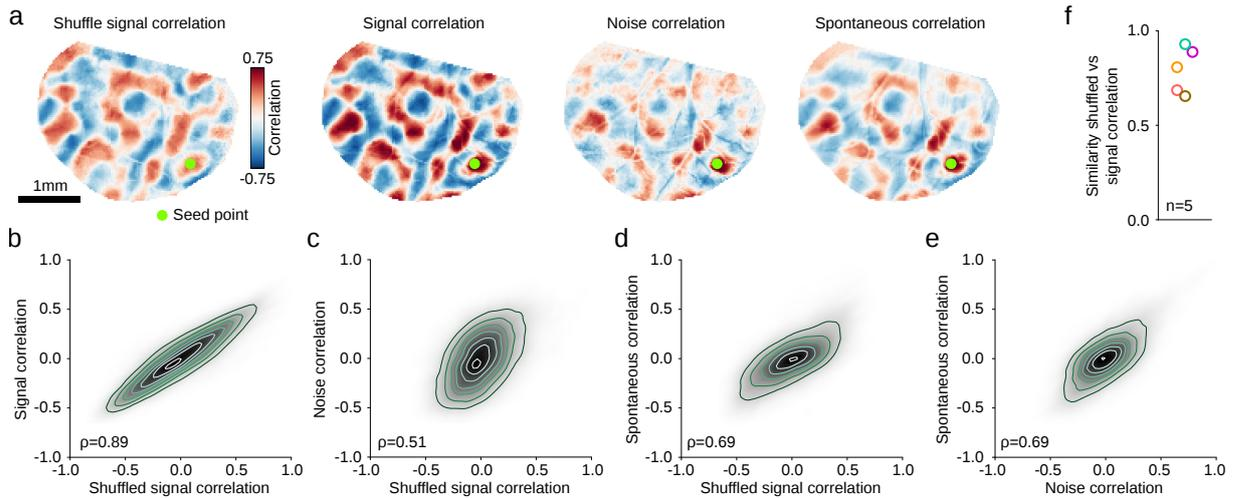 a
Shuffle signal correlation
Signal correlation
Noise correlation
Spontaneous correlation
0.75
Correlation
-0.75
1mm
Seed point
f
1.0
0.5
0.0
Similarity shuffled vs
signal correlation
n=5
b
1.0
0.5
0.0
-0.5
-1.0
Signal correlation
ρ=0.89
-1.0 -0.5 0.0 0.5 1.0
Shuffled signal correlation
c
1.0
0.5
0.0
-0.5
-1.0
Noise correlation
ρ=0.51
-1.0 -0.5 0.0 0.5 1.0
Shuffled signal correlation
d
1.0
0.5
0.0
-0.5
-1.0
Spontaneous correlation
ρ=0.69
-1.0 -0.5 0.0 0.5 1.0
Shuffled signal correlation
e
1.0
0.5
0.0
-0.5
-1.0
Spontaneous correlation
ρ=0.69
-1.0 -0.5 0.0 0.5 1.0
Noise correlation